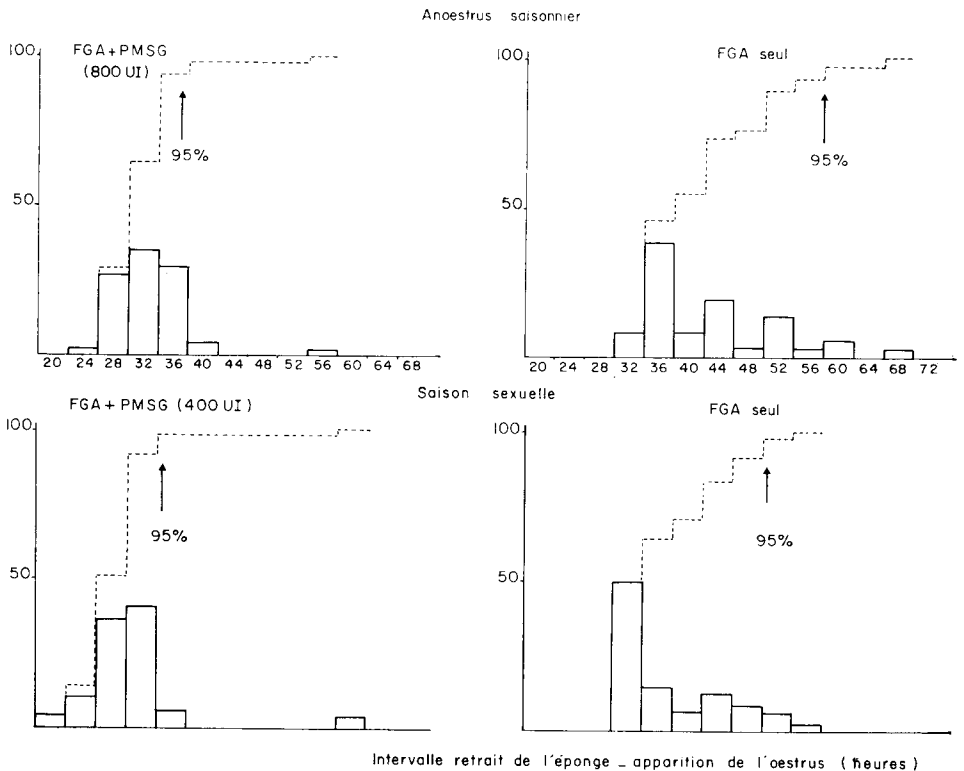 Anoestrus saisonnier
FGA+PMSG
(800 UI)
FGA seul
100
50
95%
20 24 28 32 36 40 44 48 52 56 60 64 68
100
50
95%
20 24 28 32 36 40 44 48 52 56 60 64 68 72
Saison sexuelle
FGA+PMSG (400 UI)
FGA seul
100
50
95%
100
50
95%
Intervalle retrait de l'éponge _ apparition de l'oestrus (heures)